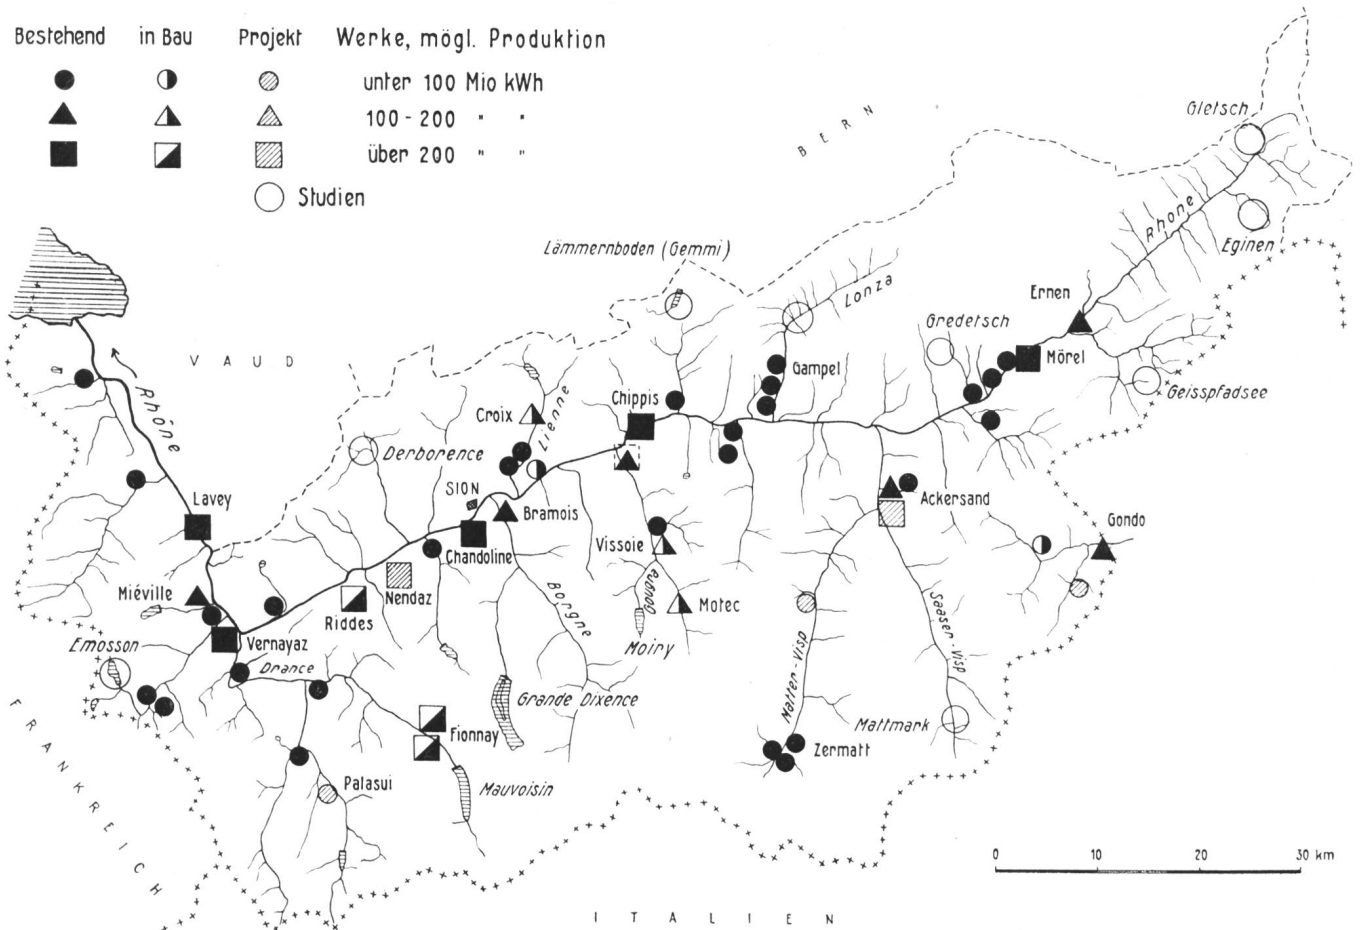 Bestehend in Bau Projekt Werke, mögl. Produktion
unter 100 Mio kWh
100 - 200 " "
über 200 " "
Studien
BERN
Gletsch
Rhone
Eginen
Lämmernboden (Gemmi)
Lonza
Ernen
Gredetsch
Mörel
Geisspfadsee
VAUD
Rhône
Gampel
Chippis
Croix
Lienne
Derborence
SION
Lavey
Bramois
Ackersand
Gondo
Chandoline
Vissoie
Miéville
Nendaz
Riddes
Borgne
Gougra
Motec
Vernayaz
Emosson
Moiry
Saaser-Visp
Drance
Matter-Visp
Grande Dixence
Mattmark
Fionnay
Zermatt
Palasui
Mauvoisin
FRANKREICH
0 10 20 30 km
ITALIEN